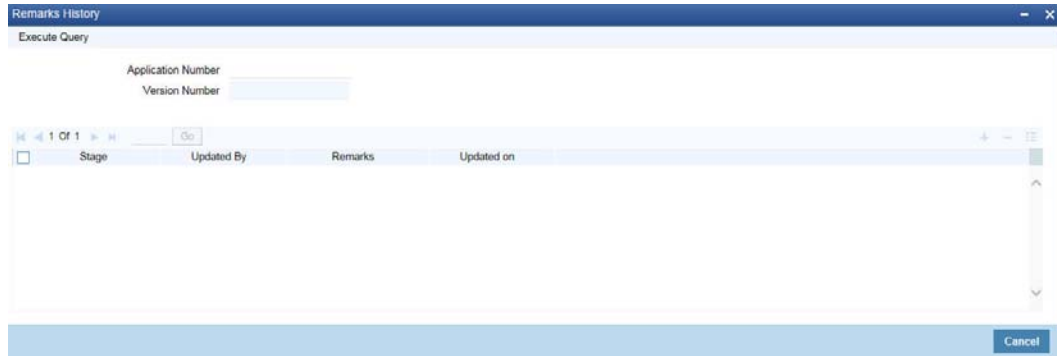 Remarks History
Execute Query
Application Number
Version Number
1 Of 1 Go
Stage Updated By Remarks Updated on
Cancel